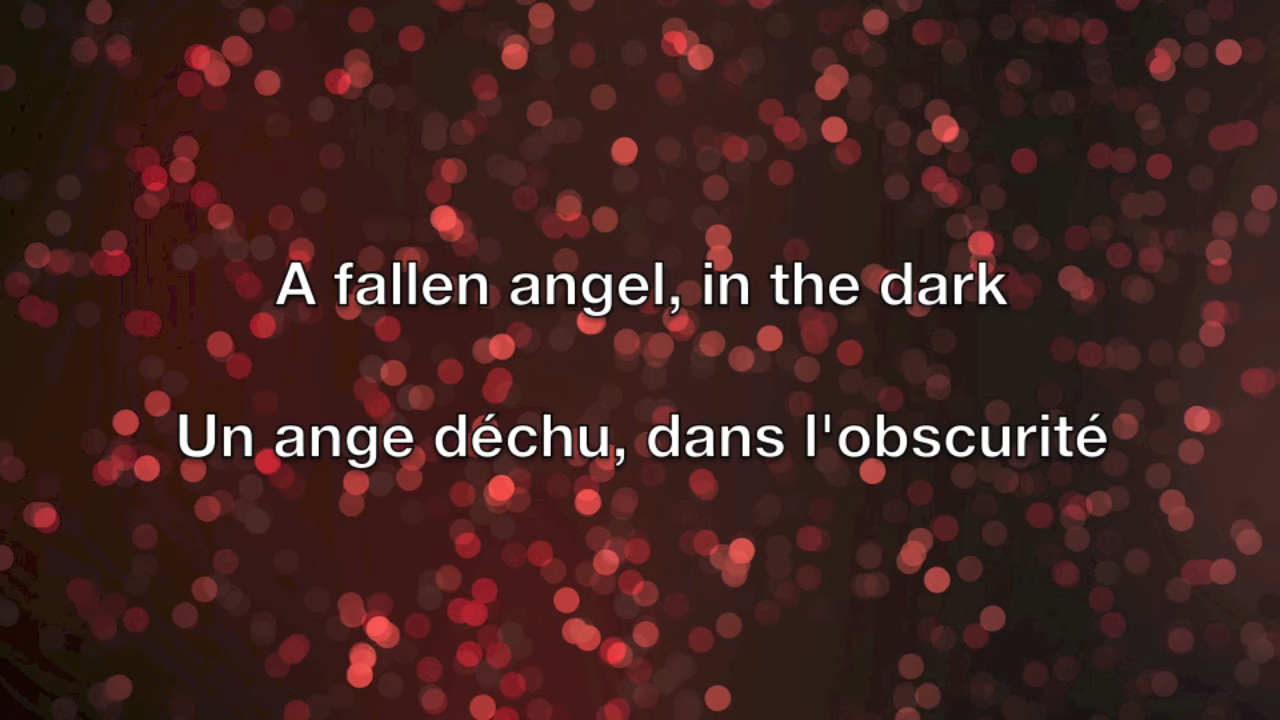 A fallen angel, in the dark
Un ange déchu, dans l'obscurité